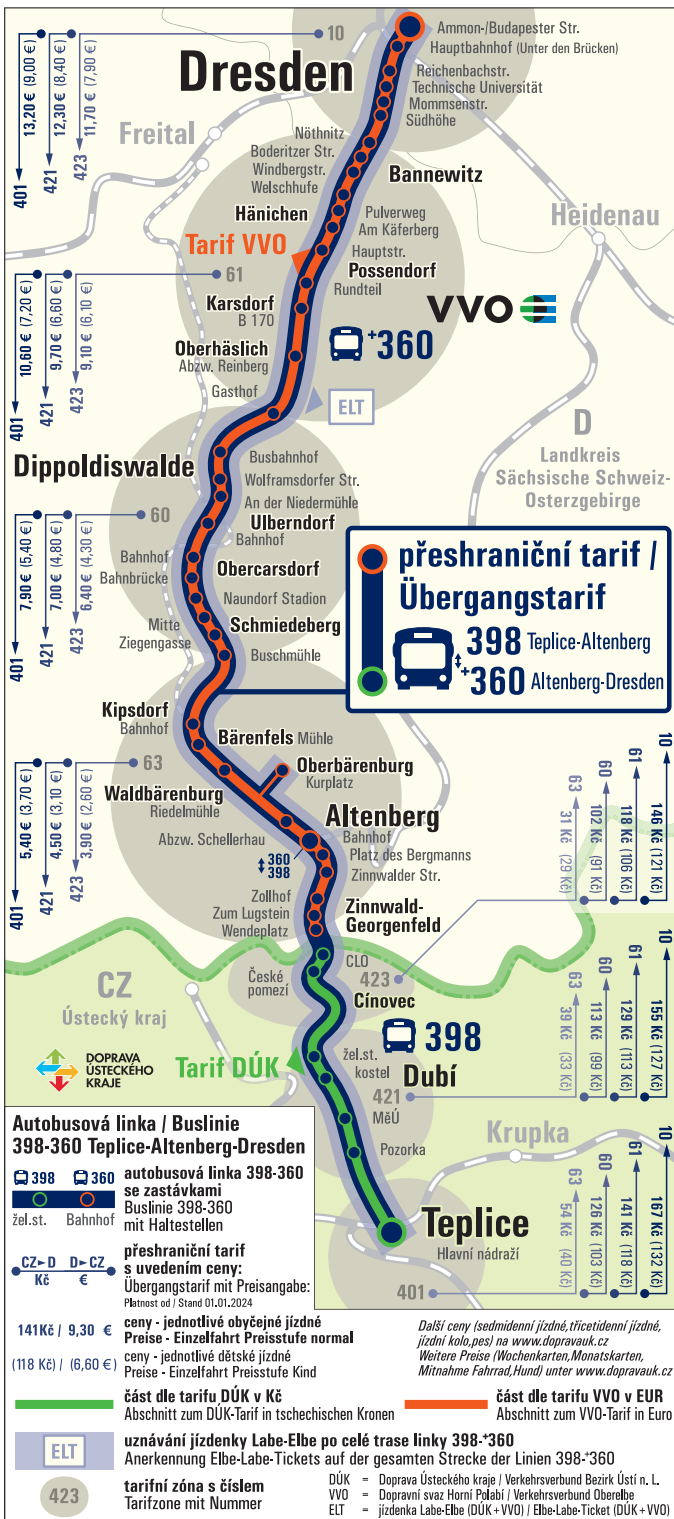 10
Ammon-/Budapester Str.
Hauptbahnhof (Unter den Brücken)
Dresden
Reichenbachstr.
Technische Universität
Mommsenstr.
Südhöhe
13,20 € (9,00 €)
12,30 € (8,40 €)
11,70 € (7,90 €)
401
421
423
Freital
Nöthnitz
Boderitzer Str.
Windbergstr.
Welschhufe
Bannewitz
Heidenau
Hänichen
Pulverweg
Am Käferberg
Tarif VVO
Hauptstr.
Possendorf
Rundteil
61
Karsdorf
B 170
VVO
10,60 € (7,20 €)
9,70 € (6,60 €)
9,10 € (6,10 €)
401
421
423
Oberhäslich
Abzw. Reinberg
+360
Gasthof
ELT
D
Landkreis
Sächsische Schweiz-
Osterzgebirge
Dippoldiswalde
Busbahnhof
Wolframsdorfer Str.
An der Niedermühle
60
Ulberndorf
Bahnhof
7,90 € (5,40 €)
7,00 € (4,80 €)
6,40 € (4,30 €)
401
421
423
Bahnhof
Bahnbrücke
Obercarsdorf
Naundorf Stadion
Mitte
Ziegengasse
Schmiedeberg
Buschmühle
přeshraniční tarif /
Übergangstarif
398 Teplice-Altenberg
+360 Altenberg-Dresden
Kipsdorf
Bahnhof
Bärenfels Mühle
63
Oberbärenburg
Kurplatz
Waldbärenburg
Riedelmühle
5,40 € (3,70 €)
4,50 € (3,10 €)
3,90 € (2,60 €)
401
421
423
Altenberg
Abzw. Schellerhau
Bahnhof
Platz des Bergmanns
Zinnwalder Str.
360
398
Zollhof
Zum Lugstein
Wendeplatz
Zinnwald-
Georgenfeld
63
31 Kč (29 Kč)
60
102 Kč (91 Kč)
61
118 Kč (106 Kč)
10
146 Kč (121 Kč)
CLO
České
pomezí
423
Cínovec
CZ
Ústecký kraj
63
39 Kč (33 Kč)
60
113 Kč (99 Kč)
61
129 Kč (113 Kč)
10
155 Kč (127 Kč)
398
DOPRAVA
ÚSTECKÉHO
KRAJE
Tarif DÚK
žel.st.
kostel
Dubí
421
MěÚ
Pozorka
Krupka
63
54 Kč (40 Kč)
60
126 Kč (103 Kč)
61
141 Kč (118 Kč)
10
167 Kč (132 Kč)
Teplice
Hlavní nádraží
401
Autobusová linka / Buslinie
398-360 Teplice-Altenberg-Dresden
398
360
žel.st.
Bahnhof
autobusová linka 398-360
se zastávkami
Buslinie 398-360
mit Haltestellen
CZ▸D
Kč
D▸CZ
€
přeshraniční tarif
s uvedením ceny:
Übergangstarif mit Preisangabe:
Platnost od / Stand 01.01.2024
141Kč / 9,30 €
ceny - jednotlivé obyčejné jízdné
Preise - Einzelfahrt Preisstufe normal
(118 Kč) / (6,60 €)
ceny - jednotlivé dětské jízdné
Preise - Einzelfahrt Preisstufe Kind
Další ceny (sedmidenní jízdné,třicetidenní jízdné,
jízdní kolo,pes) na www.dopravauk.cz
Weitere Preise (Wochenkarten,Monatskarten,
Mitnahme Fahrrad,Hund) unter www.dopravauk.cz
část dle tarifu DÚK v Kč
Abschnitt zum DÚK-Tarif in tschechischen Kronen
část dle tarifu VVO v EUR
Abschnitt zum VVO-Tarif in Euro
ELT
uznávání jízdenky Labe-Elbe po celé trase linky 398-+360
Anerkennung Elbe-Labe-Tickets auf der gesamten Strecke der Linien 398-+360
423
tarifní zóna s číslem
Tarifzone mit Nummer
DÚK = Doprava Ústeckého kraje / Verkehrsverbund Bezirk Ústí n. L.
VVO = Dopravní svaz Horní Polabí / Verkehrsverbund Oberelbe
ELT = jízdenka Labe-Elbe (DÚK+VVO) / Elbe-Labe-Ticket (DÚK+VVO)